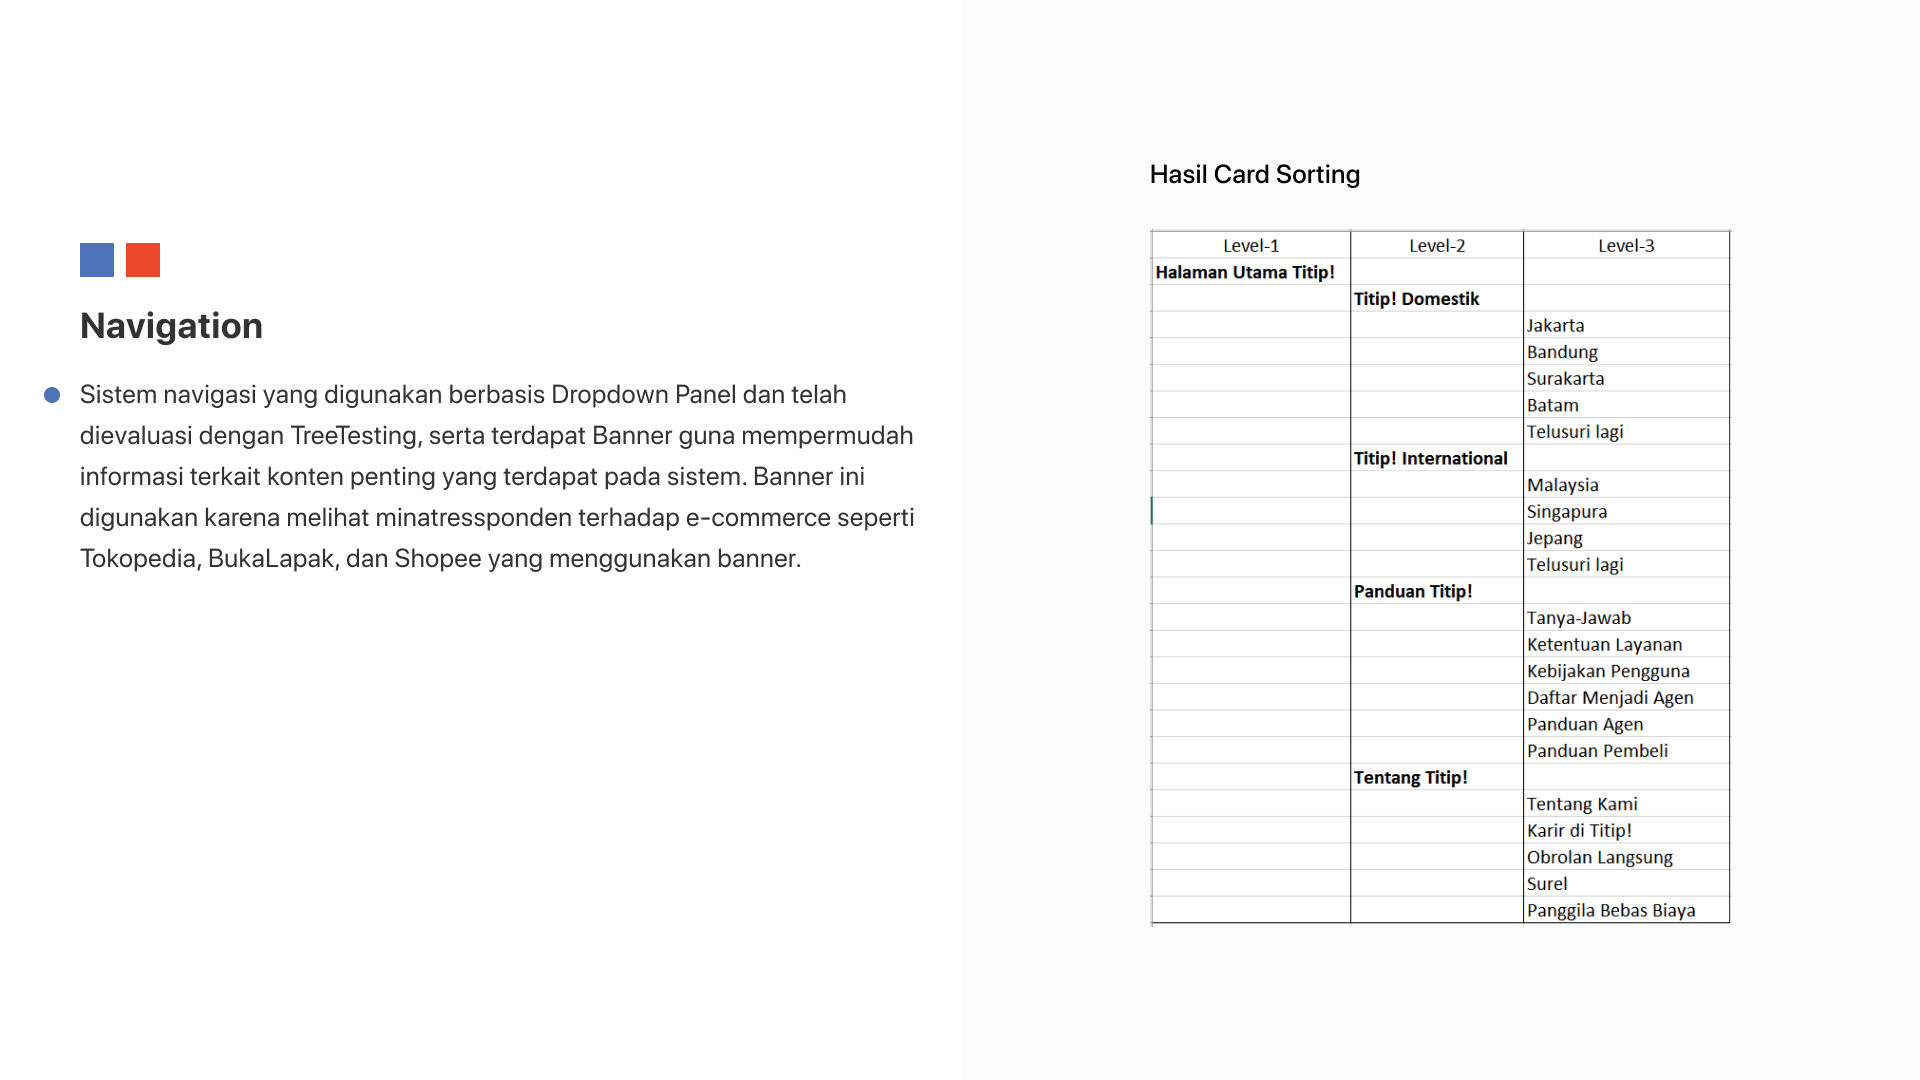 Navigation
Sistem navigasi yang digunakan berbasis Dropdown Panel dan telah
dievaluasi dengan TreeTesting, serta terdapat Banner guna mempermudah
informasi terkait konten penting yang terdapat pada sistem. Banner ini
digunakan karena melihat minatressponden terhadap e-commerce seperti
Tokopedia, BukaLapak, dan Shopee yang menggunakan banner.
Hasil Card Sorting
Level-1 Level-2 Level-3
Halaman Utama Titip!
Titip! Domestik
Jakarta
Bandung
Surakarta
Batam
Telusuri lagi
Titip! International
Malaysia
Singapura
Jepang
Telusuri lagi
Panduan Titip!
Tanya-Jawab
Ketentuan Layanan
Kebijakan Pengguna
Daftar Menjadi Agen
Panduan Agen
Panduan Pembeli
Tentang Titip!
Tentang Kami
Karir di Titip!
Obrolan Langsung
Surel
Panggila Bebas Biaya